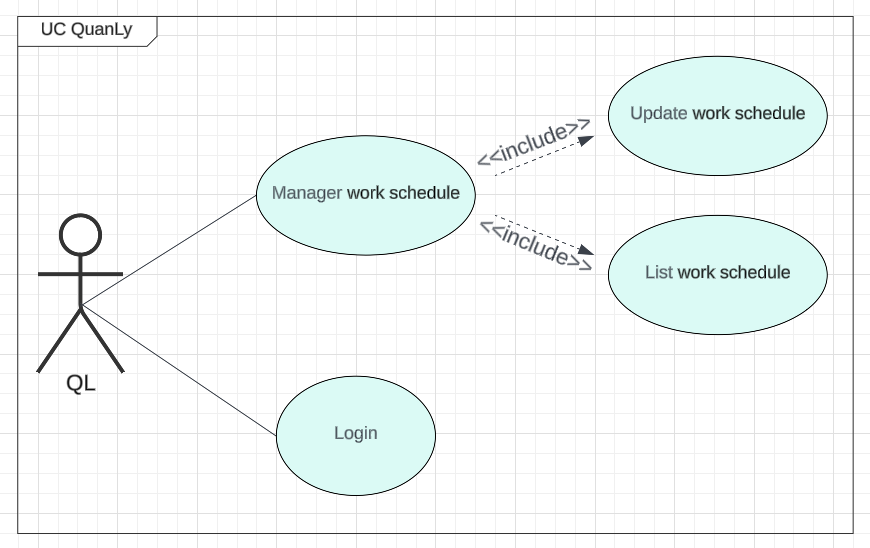 UC QuanLy
Update work schedule
<<include>>
Manager work schedule
<<include>>
List work schedule
QL
Login